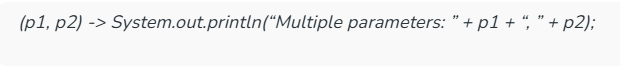 (p1, p2) -> System.out.println(“Multiple parameters: ” + p1 + “, ” + p2);